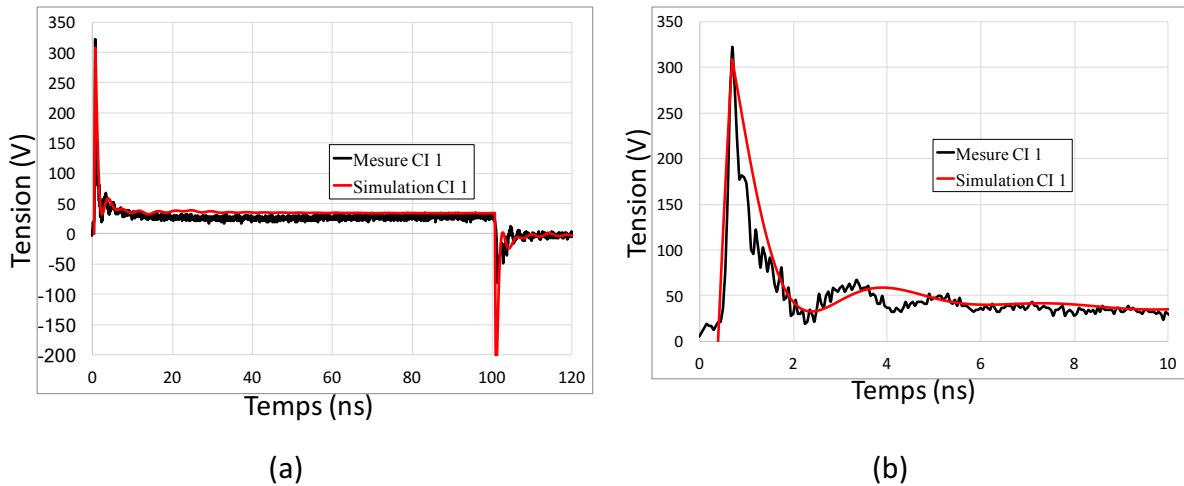 350
300
250
200
150
100
50
0
-50
-100
-150
-200
Tension (V)
Mesure CI 1
Simulation CI 1
0 20 40 60 80 100 120
Temps (ns)
(a)
350
300
250
200
150
100
50
0
Tension (V)
Mesure CI 1
Simulation CI 1
0 2 4 6 8 10
Temps (ns)
(b)